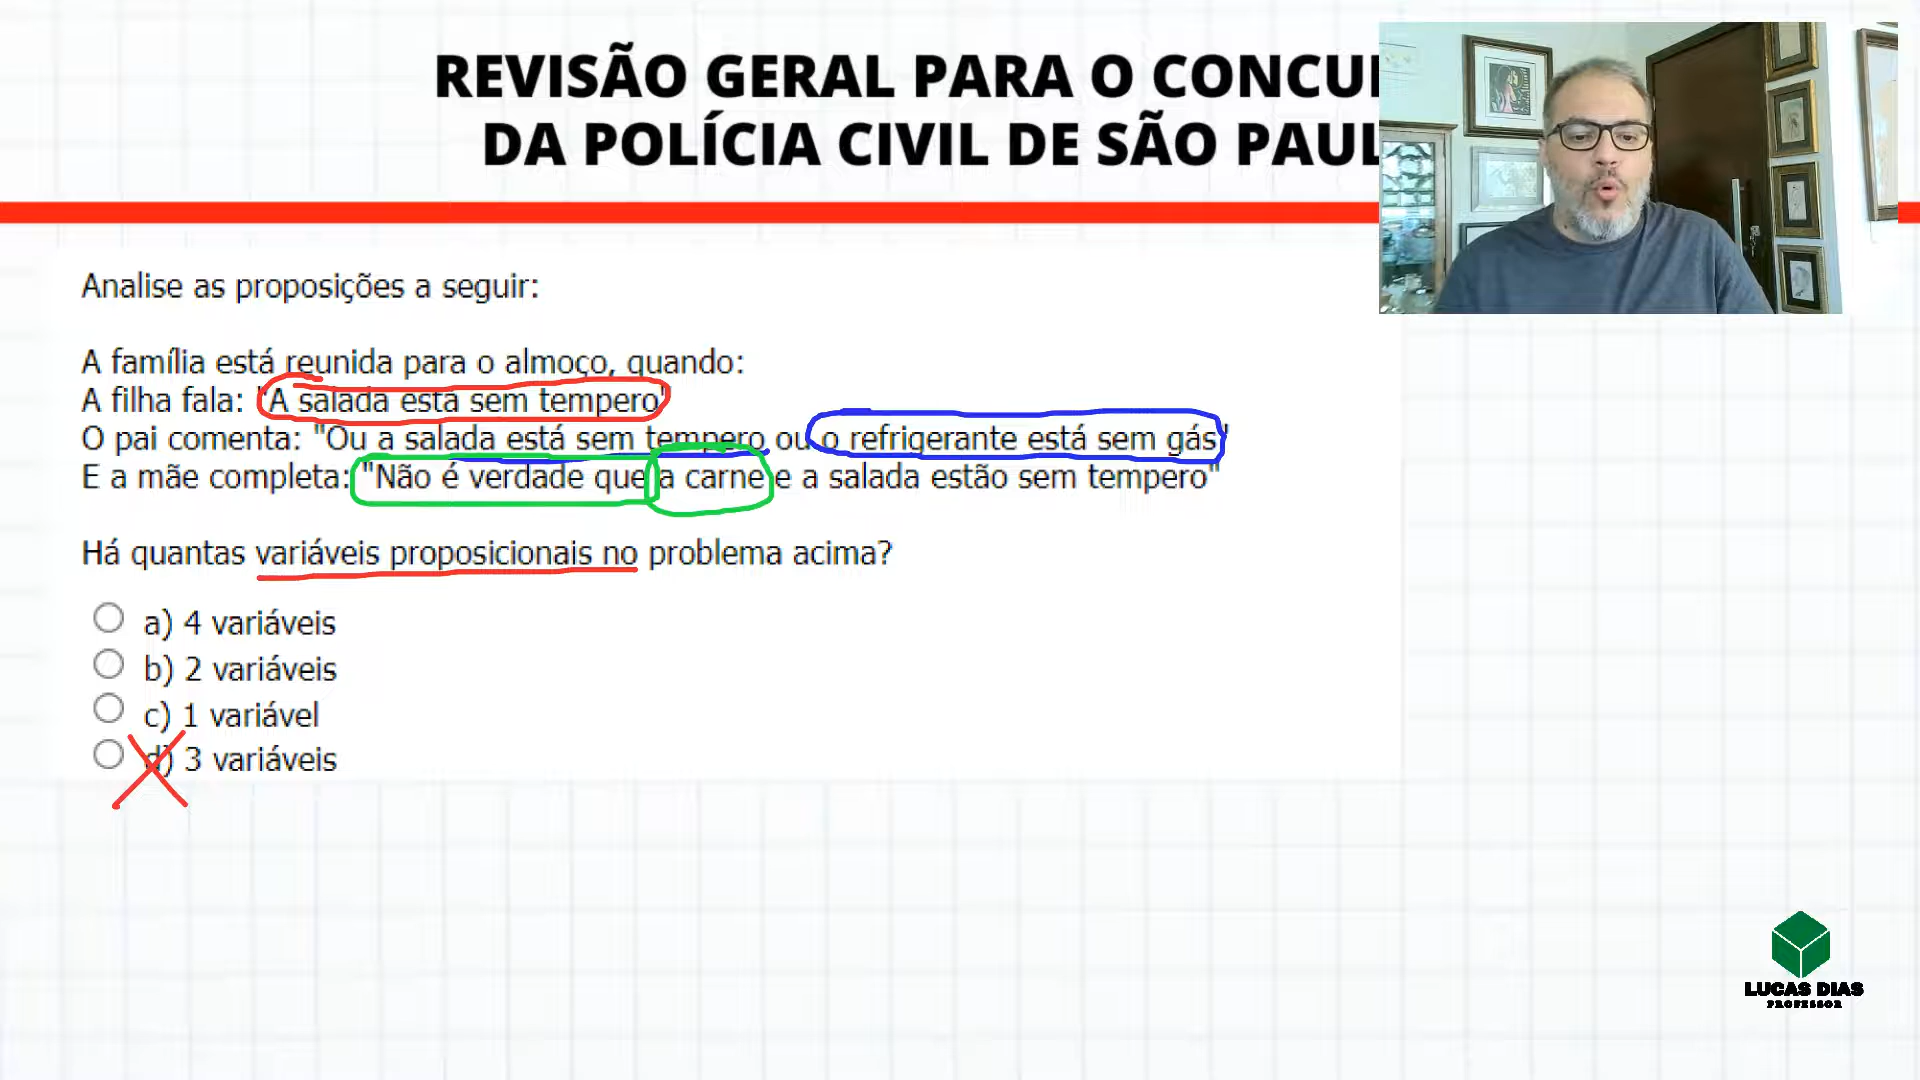 REVISÃO GERAL PARA O CONCU
DA POLÍCIA CIVIL DE SÃO PAUL
Analise as proposições a seguir:
A família está reunida para o almoço, quando:
A filha fala: "A salada está sem tempero"
O pai comenta: "Ou a salada está sem tempero ou o refrigerante está sem gás"
E a mãe completa: "Não é verdade que a carne e a salada estão sem tempero"
Há quantas variáveis proposicionais no problema acima?
a) 4 variáveis
b) 2 variáveis
c) 1 variável
d) 3 variáveis
LUCAS DIAS
PROFESSOR